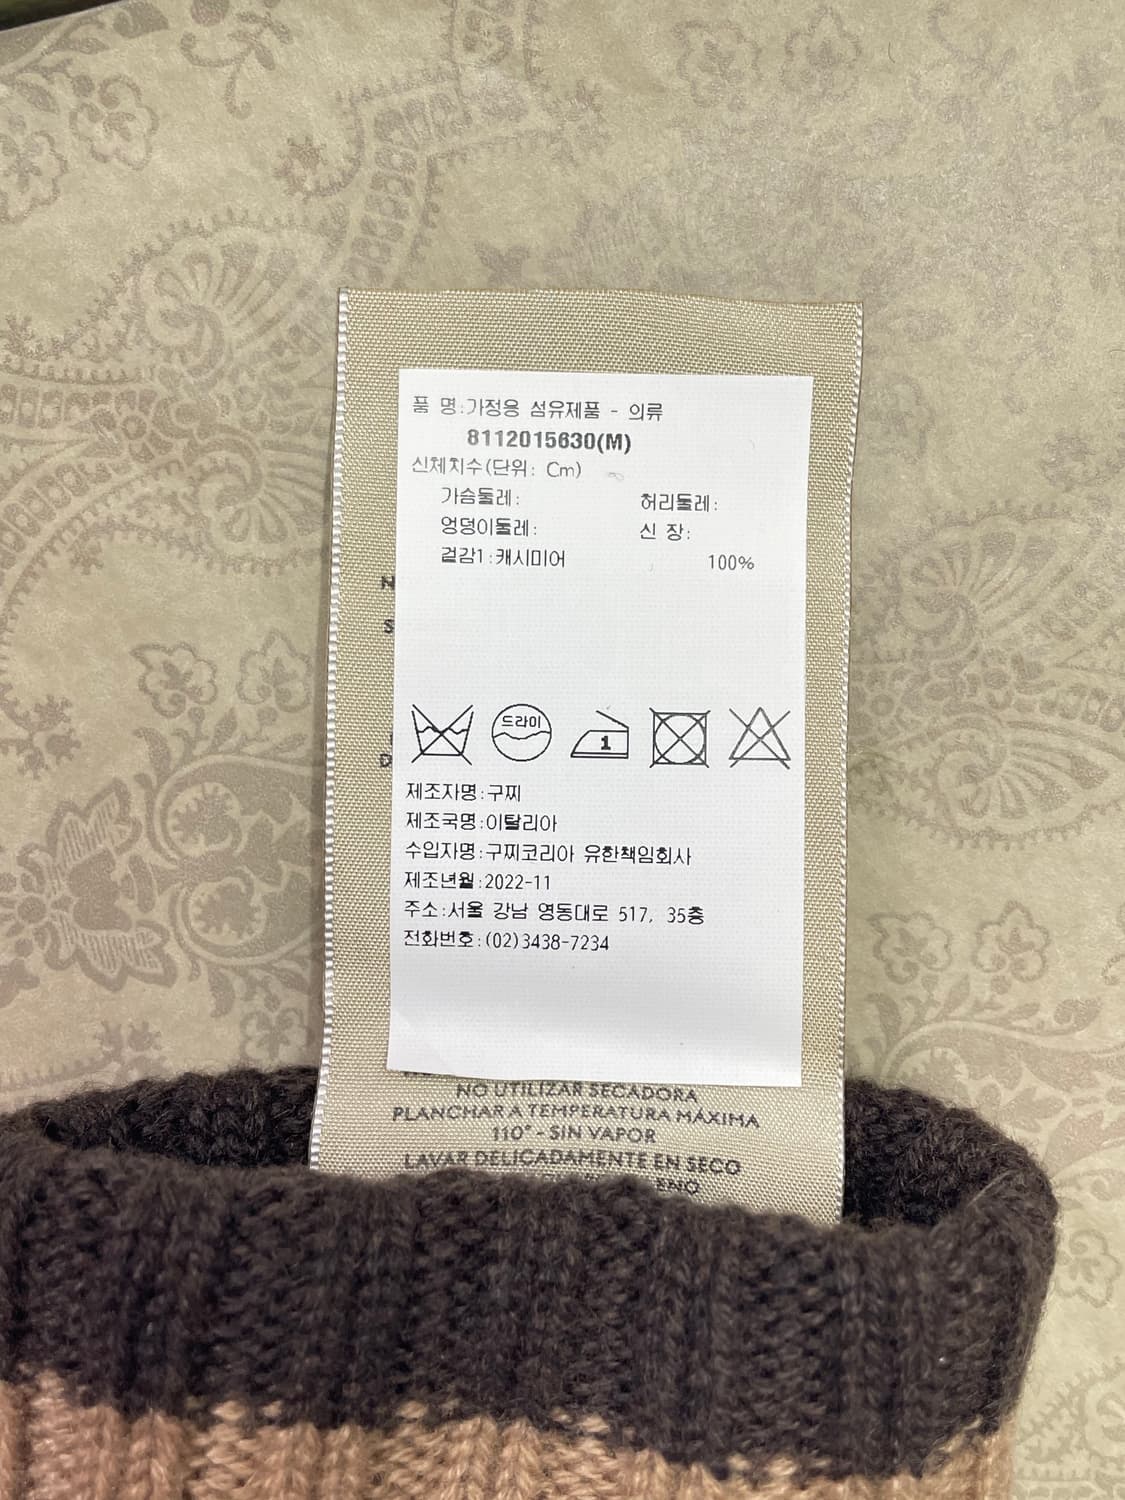 품 명:가정용 섬유제품 - 의류
8112015630(M)
신체치수(단위: Cm)
가슴둘레: 허리둘레:
엉덩이둘레: 신 장:
겉감1:캐시미어 100%
드라이
1
제조자명:구찌
제조국명:이탈리아
수입자명:구찌코리아 유한책임회사
제조년월:2022-11
주소:서울 강남 영동대로 517, 35층
전화번호:(02)3438-7234
NO UTILIZAR SECADORA
PLANCHAR A TEMPERATURA MÁXIMA
110° - SIN VAPOR
LAVAR DELICADAMENTE EN SECO